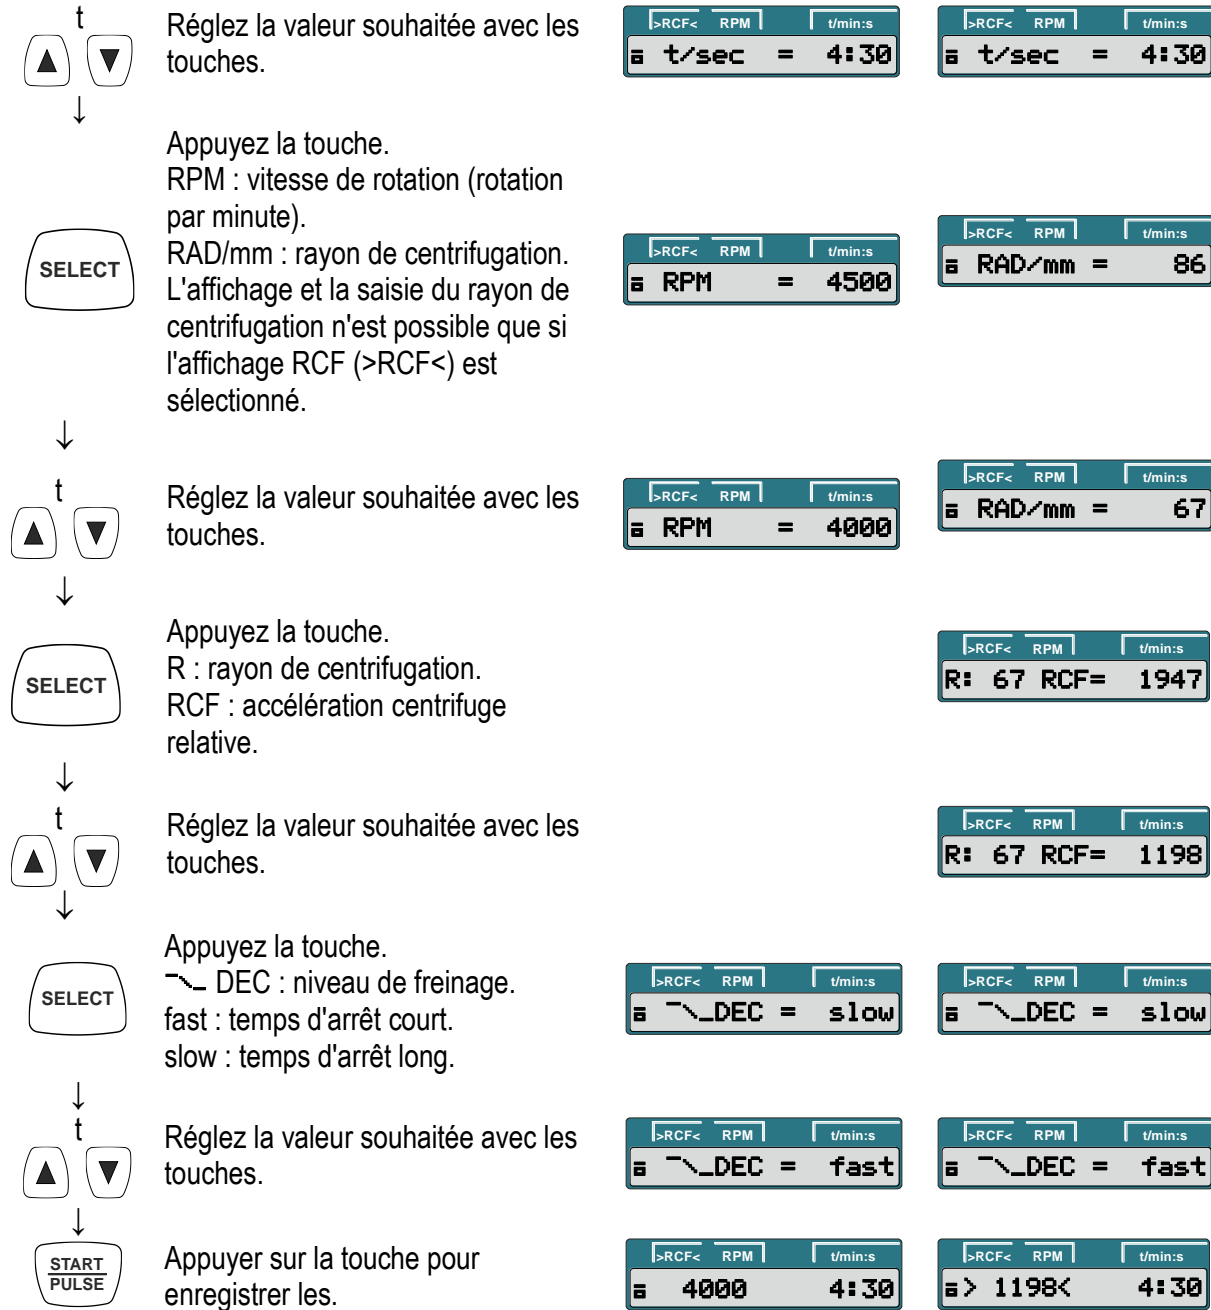 t
Réglez la valeur souhaitée avec les
touches.
>RCF< RPM t/min:s
t/sec = 4:30
>RCF< RPM t/min:s
t/sec = 4:30
↓
SELECT
Appuyez la touche.
RPM : vitesse de rotation (rotation
par minute).
RAD/mm : rayon de centrifugation.
L'affichage et la saisie du rayon de
centrifugation n'est possible que si
l'affichage RCF (>RCF<) est
sélectionné.
>RCF< RPM t/min:s
RPM = 4500
>RCF< RPM t/min:s
RAD/mm = 86
↓
t
Réglez la valeur souhaitée avec les
touches.
>RCF< RPM t/min:s
RPM = 4000
>RCF< RPM t/min:s
RAD/mm = 67
↓
SELECT
Appuyez la touche.
R : rayon de centrifugation.
RCF : accélération centrifuge
relative.
>RCF< RPM t/min:s
R: 67 RCF= 1947
↓
t
Réglez la valeur souhaitée avec les
touches.
>RCF< RPM t/min:s
R: 67 RCF= 1198
↓
SELECT
Appuyez la touche.
DEC : niveau de freinage.
fast : temps d'arrêt court.
slow : temps d'arrêt long.
>RCF< RPM t/min:s
DEC = slow
>RCF< RPM t/min:s
DEC = slow
↓
t
Réglez la valeur souhaitée avec les
touches.
>RCF< RPM t/min:s
DEC = fast
>RCF< RPM t/min:s
DEC = fast
↓
START
PULSE
Appuyer sur la touche pour
enregistrer les.
>RCF< RPM t/min:s
4000 4:30
>RCF< RPM t/min:s
> 1198< 4:30